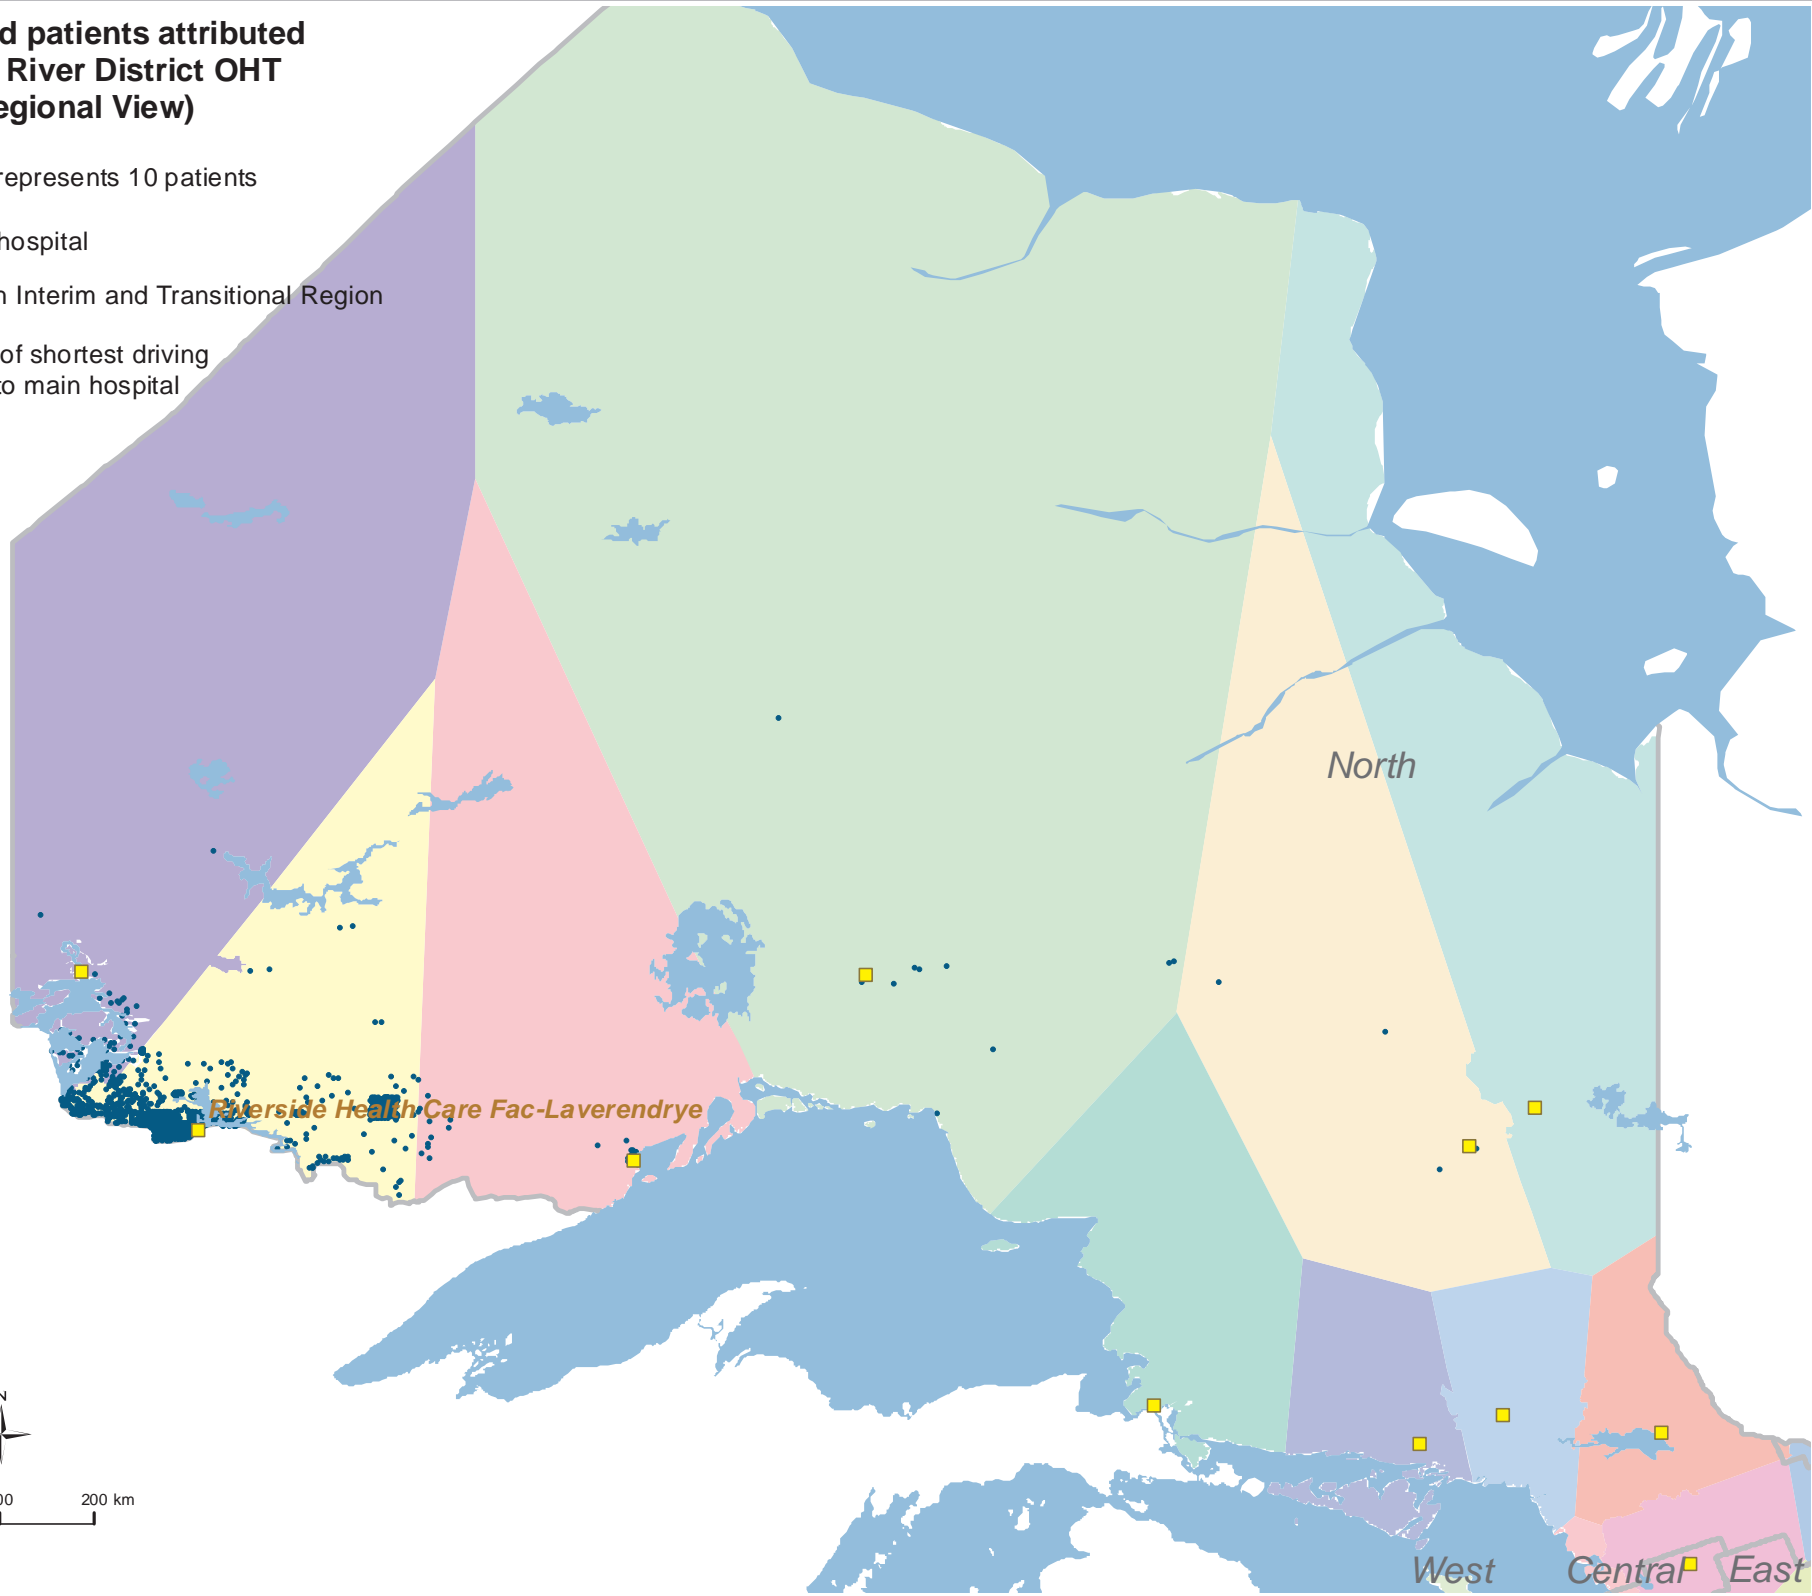 d patients attributed
River District OHT
egional View)
represents 10 patients
hospital
n Interim and Transitional Region
of shortest driving
to main hospital
North
Riverside Health Care Fac-Laverendrye
N
00 200 km
West Central East